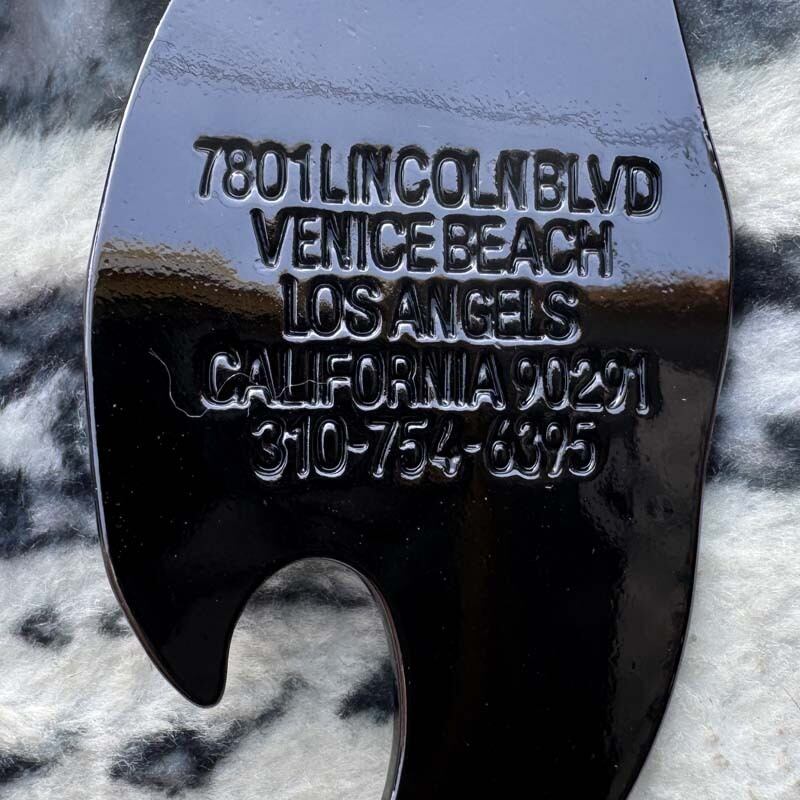 7801 LINCOLN BLVD
VENICE BEACH
LOS ANGELS
CALIFORNIA 90291
310-754-6395